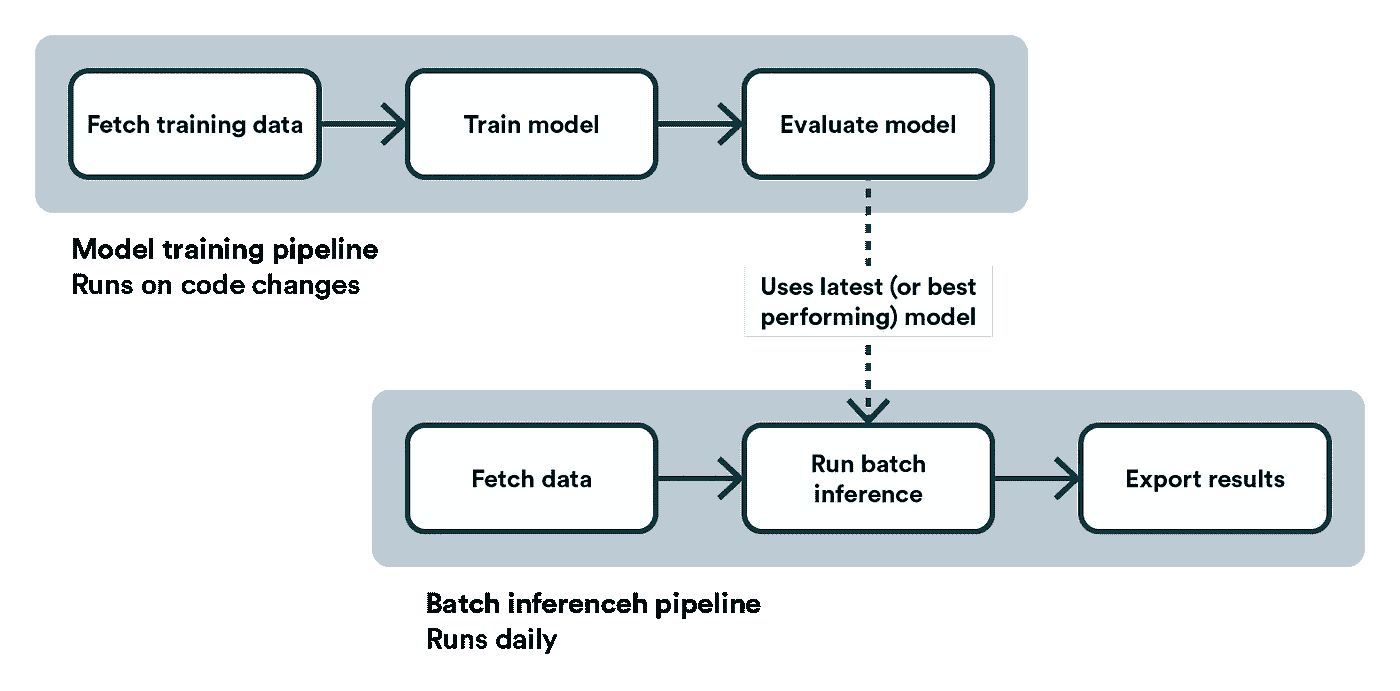 Fetch training data
Train model
Evaluate model
Model training pipeline
Runs on code changes
Uses latest (or best
performing) model
Fetch data
Run batch
inference
Export results
Batch inferenceh pipeline
Runs daily